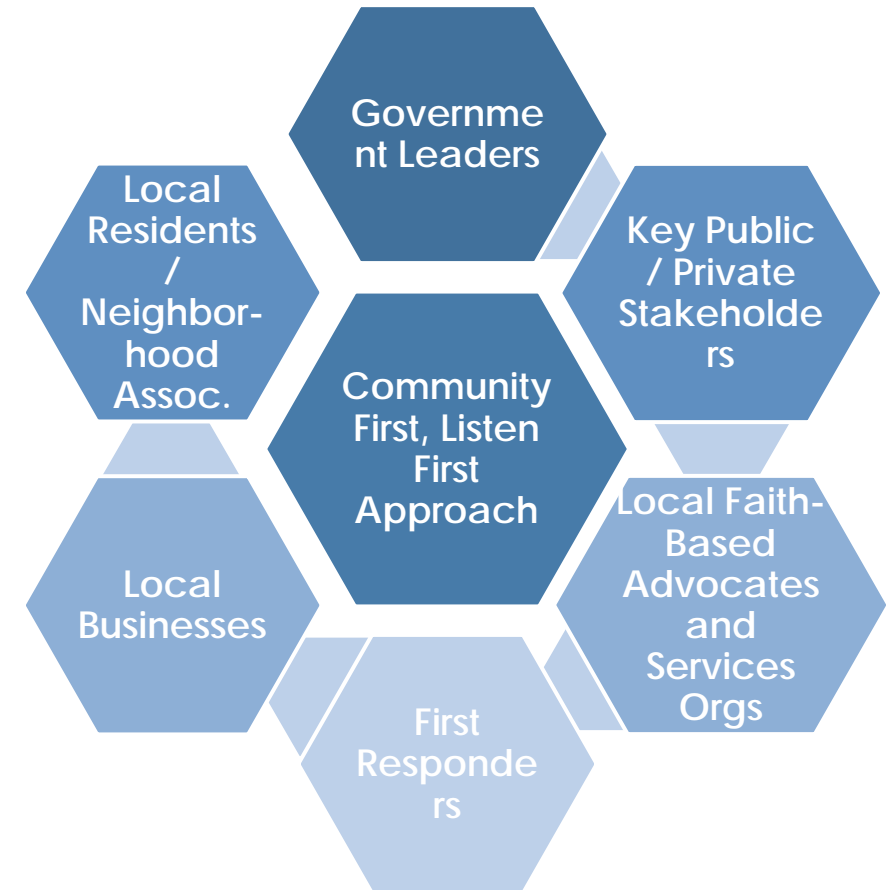 Governme
nt Leaders
Local
Residents
/
Neighbor-
hood
Assoc.
Key Public
/ Private
Stakeholde
rs
Community
First, Listen
First
Approach
Local
Businesses
Local Faith-
Based
Advocates
and
Services
Orgs
First
Responde
rs